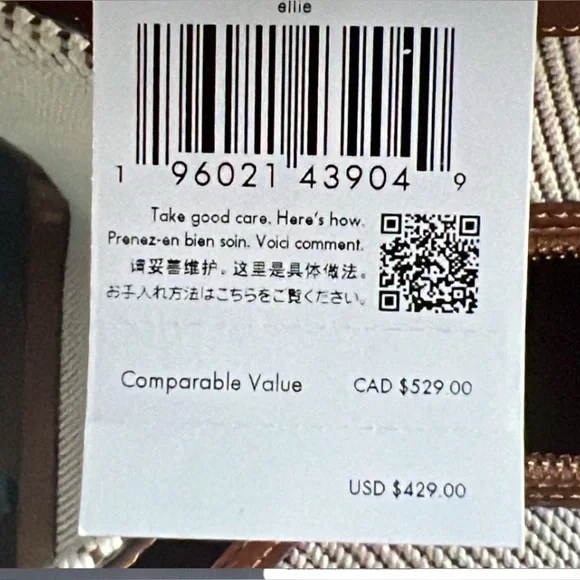 ellie
1 96021 43904 9
Take good care. Here's how.
Prenez-en bien soin. Voici comment.
请妥善维护。这里是具体做法。
お手入れ方法はこちらをご覧ください。
Comparable Value CAD $529.00
USD $429.00